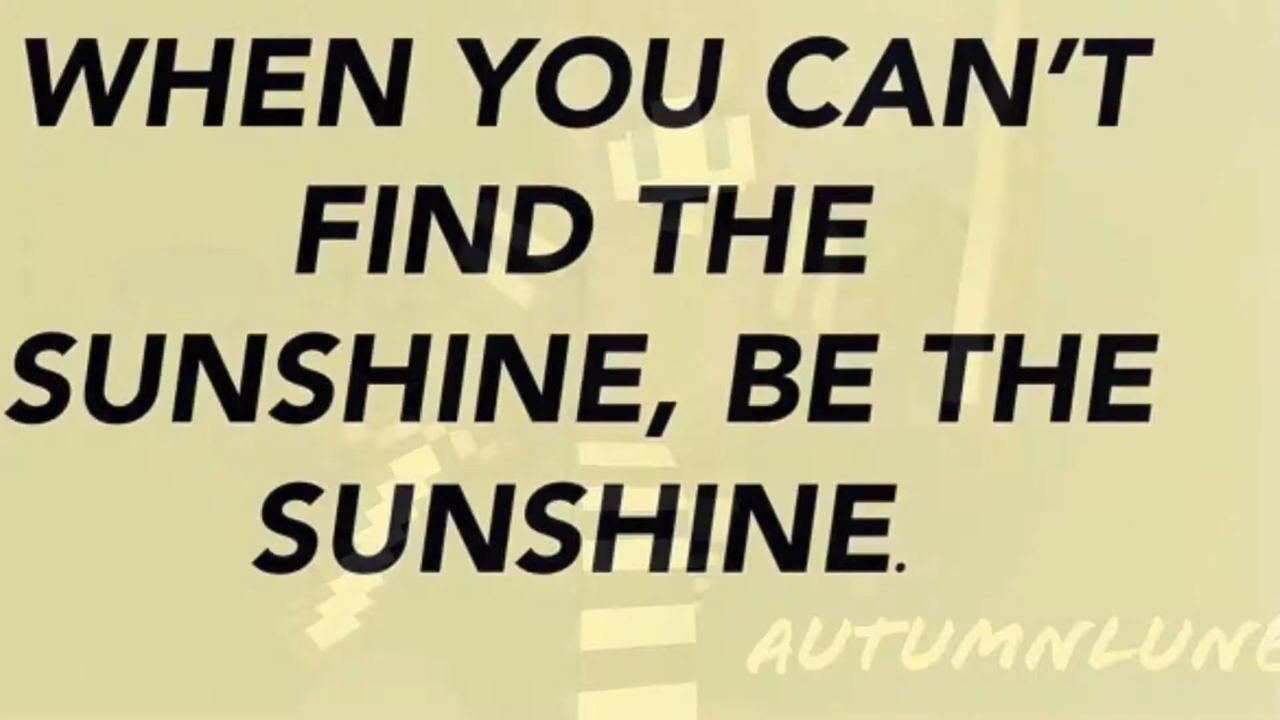 WHEN YOU CAN'T
FIND THE
SUNSHINE, BE THE
SUNSHINE.
AUTUMNLUNE